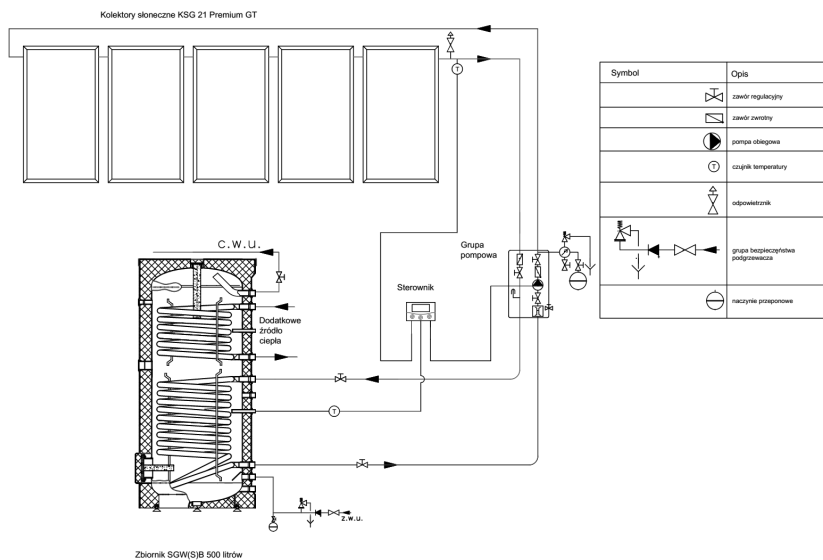 Kolektory słoneczne KSG 21 Premium GT
T
Symbol Opis
zawór regulacyjny
zawór zwrotny
pompa obiegowa
T czujnik temperatury
odpowietrznik
grupa bezpieczeństwa
podgrzewacza
naczynie przeponowe
c.w.u.
Grupa
pompowa
Sterownik
Dodatkowe
źródło
ciepła
T
z.w.u.
Zbiornik SGW(S)B 500 litrów